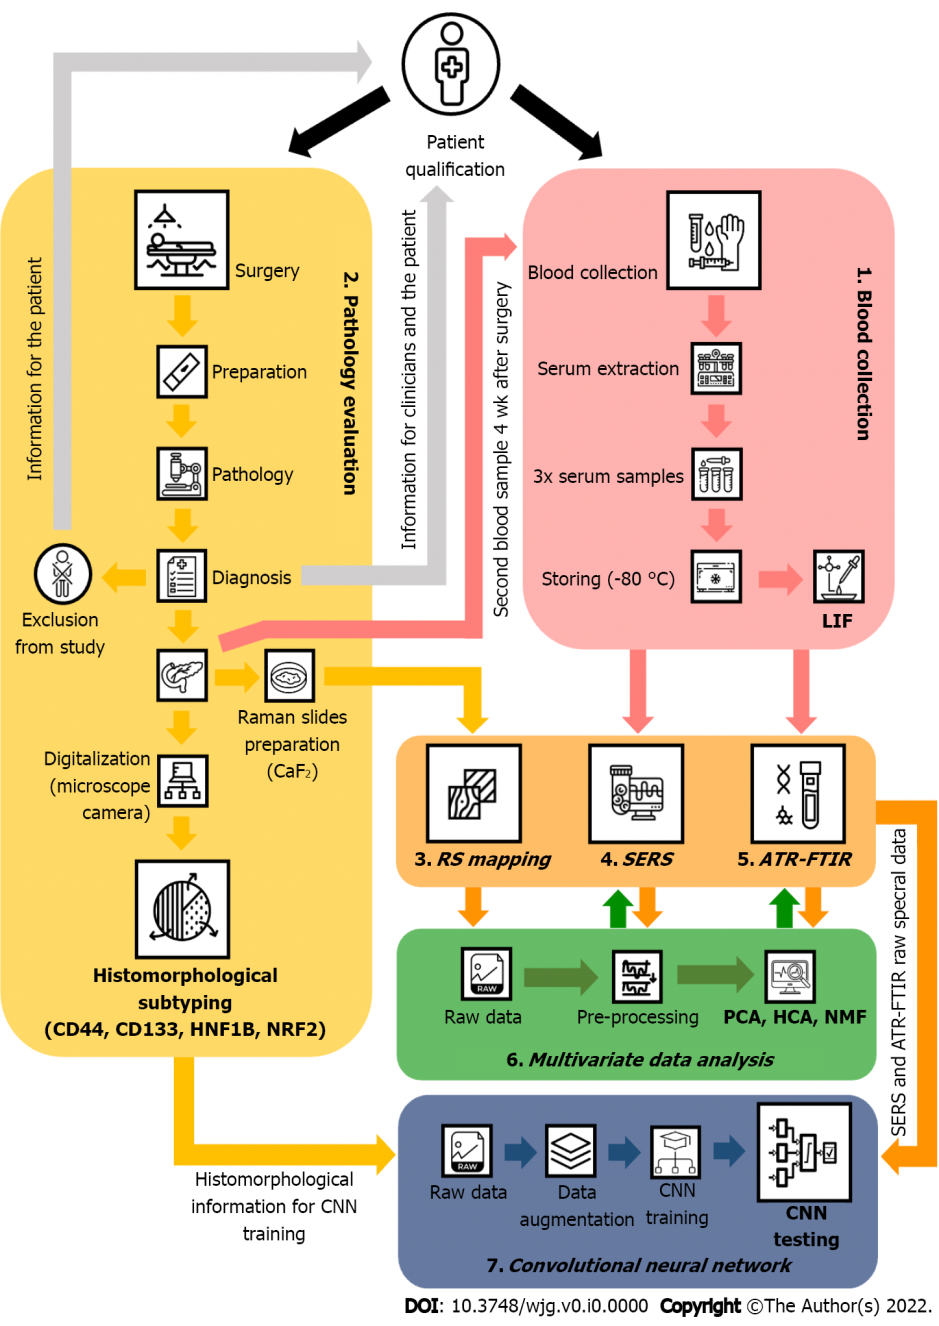 Patient
qualification
Information for the patient
Surgery
Preparation
Pathology
Diagnosis
2. Pathology evaluation
Exclusion
from study
Raman slides
preparation
(CaF₂)
Digitalization
(microscope
camera)
Histomorphological
subtyping
(CD44, CD133, HNF1B, NRF2)
Information for clinicians and the patient
Second blood sample 4 wk after surgery
Blood collection
Serum extraction
3x serum samples
Storing (-80 ºC)
LIF
1. Blood collection
3. RS mapping
4. SERS
5. ATR-FTIR
SERS and ATR-FTIR raw specral data
RAW
Raw data
Pre-processing
PCA, HCA, NMF
6. Multivariate data analysis
Histomorphological
information for CNN
training
RAW
Raw data
Data
augmentation
CNN
training
CNN
testing
7. Convolutional neural network
DOI: 10.3748/wjg.v0.i0.0000 Copyright ©The Author(s) 2022.